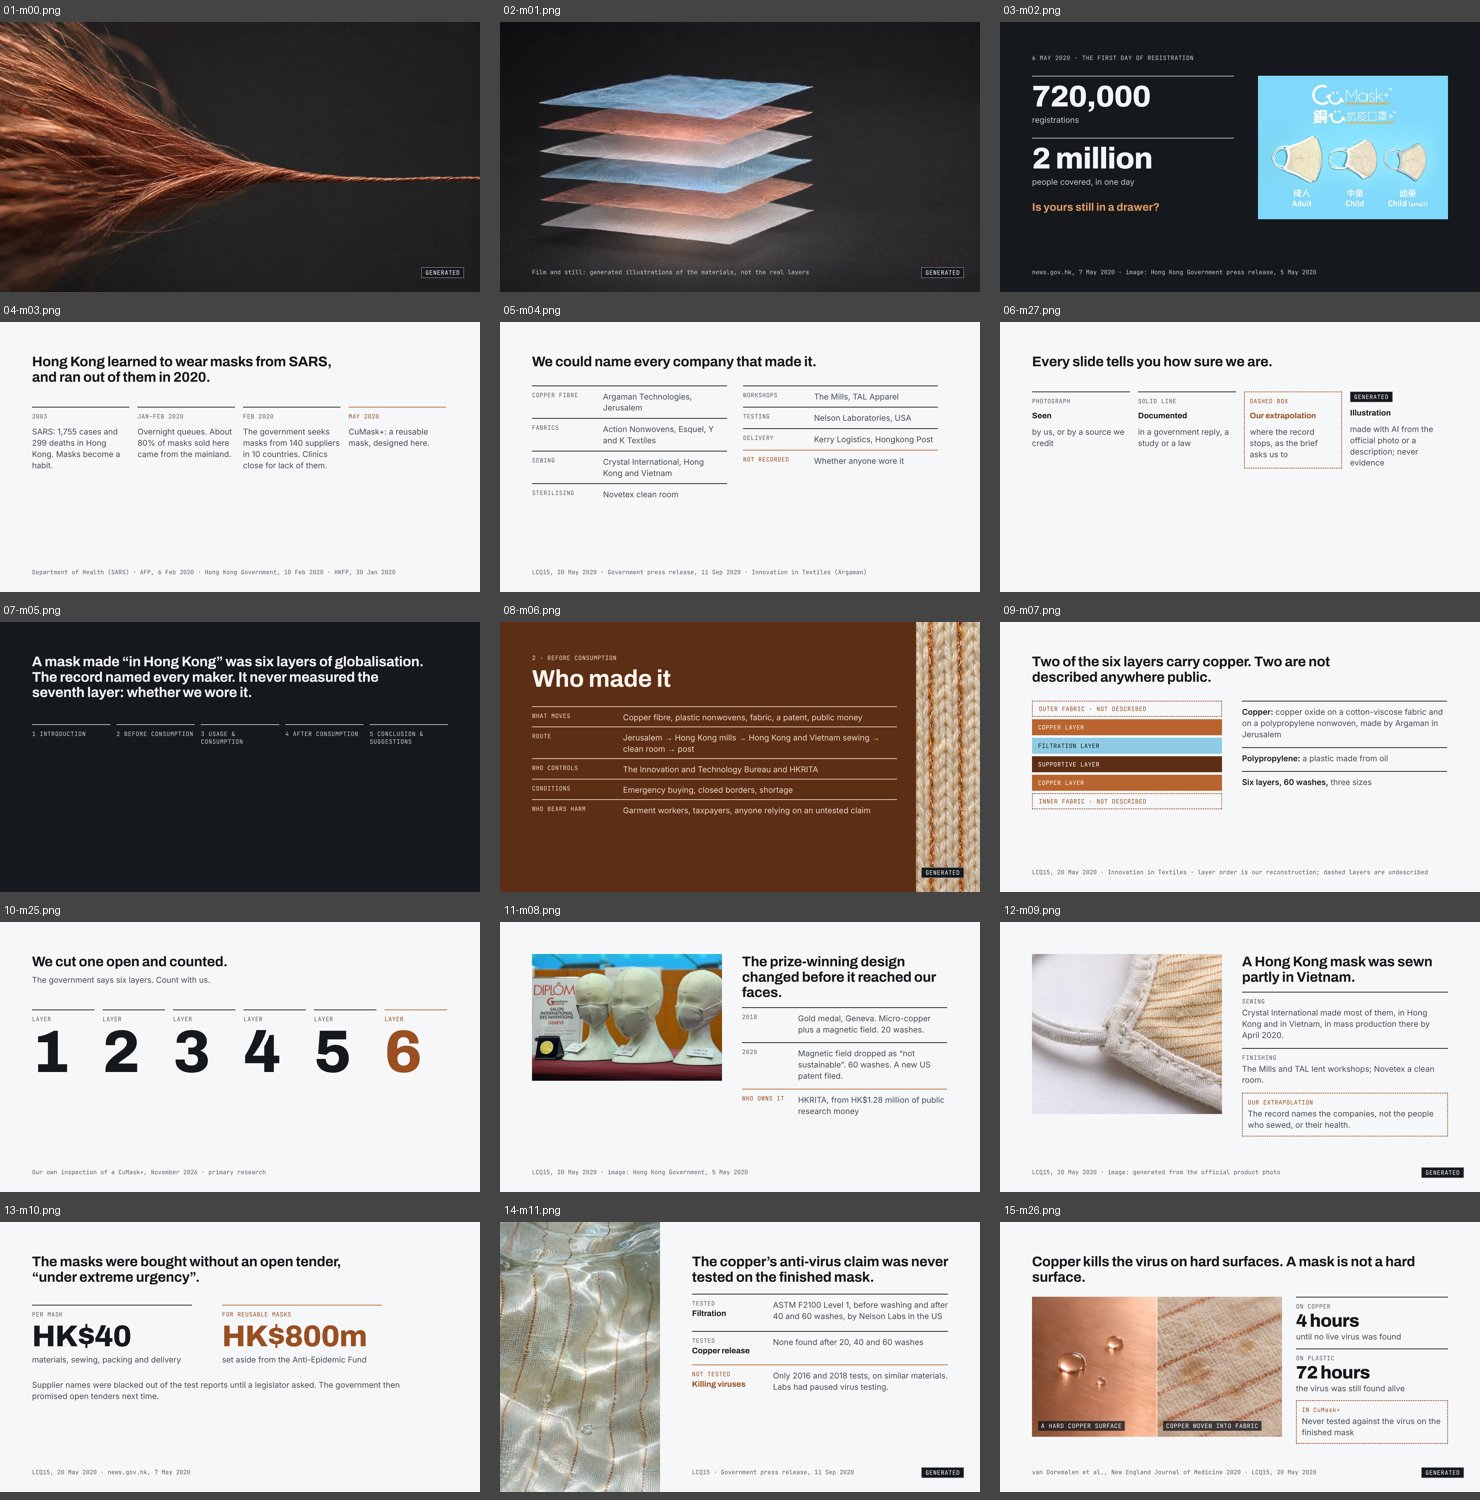 01-m00.png
GENERATED
02-m01.png
Film and still: generated illustrations of the materials, not the real layers
GENERATED
03-m02.png
6 MAY 2020 · THE FIRST DAY OF REGISTRATION
720,000
registrations
2 million
people covered, in one day
Is yours still in a drawer?
Cu Mask+™
銅心抗疫口罩+™
成人
Adult
中童
Child
幼童
Child (small)
news.gov.hk, 7 May 2020 · image: Hong Kong Government press release, 5 May 2020
04-m03.png
Hong Kong learned to wear masks from SARS,
and ran out of them in 2020.
2003
SARS: 1,755 cases and
299 deaths in Hong
Kong. Masks become a
habit.
JAN–FEB 2020
Overnight queues. About
80% of masks sold here
came from the mainland.
FEB 2020
The government seeks
masks from 140 suppliers
in 10 countries. Clinics
close for lack of them.
MAY 2020
CuMask+: a reusable
mask, designed here.
Department of Health (SARS) · AFP, 6 Feb 2020 · Hong Kong Government, 10 Feb 2020 · HKFP, 30 Jan 2020
05-m04.png
We could name every company that made it.
COPPER FIBRE
Argaman Technologies,
Jerusalem
FABRICS
Action Nonwovens, Esquel, Y
and K Textiles
SEWING
Crystal International, Hong
Kong and Vietnam
STERILISING
Novetex clean room
WORKSHOPS
The Mills, TAL Apparel
TESTING
Nelson Laboratories, USA
DELIVERY
Kerry Logistics, Hongkong Post
NOT RECORDED
Whether anyone wore it
LCQ15, 20 May 2020 · Government press release, 11 Sep 2020 · Innovation in Textiles (Argaman)
06-m27.png
Every slide tells you how sure we are.
PHOTOGRAPH
Seen
by us, or by a source we
credit
SOLID LINE
Documented
in a government reply, a
study or a law
DASHED BOX
Our extrapolation
where the record
stops, as the brief
asks us to
GENERATED
Illustration
made with AI from the
official photo or a
description; never
evidence
07-m05.png
A mask made “in Hong Kong” was six layers of globalisation.
The record named every maker. It never measured the
seventh layer: whether we wore it.
1 INTRODUCTION
2 BEFORE CONSUMPTION
3 USAGE &
CONSUMPTION
4 AFTER CONSUMPTION
5 CONCLUSION &
SUGGESTIONS
08-m06.png
2 · BEFORE CONSUMPTION
Who made it
WHAT MOVES
Copper fibre, plastic nonwovens, fabric, a patent, public money
ROUTE
Jerusalem → Hong Kong mills → Hong Kong and Vietnam sewing →
clean room → post
WHO CONTROLS
The Innovation and Technology Bureau and HKRITA
CONDITIONS
Emergency buying, closed borders, shortage
WHO BEARS HARM
Garment workers, taxpayers, anyone relying on an untested claim
GENERATED
09-m07.png
Two of the six layers carry copper. Two are not
described anywhere public.
OUTER FABRIC · NOT DESCRIBED
COPPER LAYER
FILTRATION LAYER
SUPPORTIVE LAYER
COPPER LAYER
INNER FABRIC · NOT DESCRIBED
Copper: copper oxide on a cotton-viscose fabric and
on a polypropylene nonwoven, made by Argaman in
Jerusalem
Polypropylene: a plastic made from oil
Six layers, 60 washes, three sizes
LCQ15, 20 May 2020 · Innovation in Textiles · layer order is our reconstruction; dashed layers are undescribed
10-m25.png
We cut one open and counted.
The government says six layers. Count with us.
LAYER
1
LAYER
2
LAYER
3
LAYER
4
LAYER
5
LAYER
6
Our own inspection of a CuMask+, November 2026 · primary research
11-m08.png
DIPLÔM
SALON
INTERNATIONAL
DES INVENTIONS
GENÈVE
The prize-winning design
changed before it reached our
faces.
2018
Gold medal, Geneva. Micro-copper
plus a magnetic field. 20 washes.
2020
Magnetic field dropped as “not
sustainable”. 60 washes. A new US
patent filed.
WHO OWNS IT
HKRITA, from HK$1.28 million of public
research money
LCQ15, 20 May 2020 · image: Hong Kong Government, 5 May 2020
12-m09.png
A Hong Kong mask was sewn
partly in Vietnam.
SEWING
Crystal International made most of them, in Hong
Kong and in Vietnam, in mass production there by
April 2020.
FINISHING
The Mills and TAL lent workshops; Novetex a clean
room.
OUR EXTRAPOLATION
The record names the companies, not the people
who sewed, or their health.
LCQ15, 20 May 2020 · image: generated from the official product photo
GENERATED
13-m10.png
The masks were bought without an open tender,
“under extreme urgency”.
PER MASK
HK$40
materials, sewing, packing and delivery
FOR REUSABLE MASKS
HK$800m
set aside from the Anti-Epidemic Fund
Supplier names were blacked out of the test reports until a legislator asked. The government then
promised open tenders next time.
LCQ15, 20 May 2020 · news.gov.hk, 7 May 2020
14-m11.png
The copper’s anti-virus claim was never
tested on the finished mask.
TESTED
Filtration
ASTM F2100 Level 1, before washing and after
40 and 60 washes, by Nelson Labs in the US
TESTED
Copper release
None found after 20, 40 and 60 washes
NOT TESTED
Killing viruses
Only 2016 and 2018 tests, on similar materials.
Labs had paused virus testing.
LCQ15 · Government press release, 11 Sep 2020
GENERATED
15-m26.png
Copper kills the virus on hard surfaces. A mask is not a hard
surface.
A HARD COPPER SURFACE
COPPER WOVEN INTO FABRIC
ON COPPER
4 hours
until no live virus was found
ON PLASTIC
72 hours
the virus was still found alive
IN CuMask+
Never tested against the virus on the
finished mask
van Doremalen et al., New England Journal of Medicine 2020 · LCQ15, 20 May 2020
GENERATED